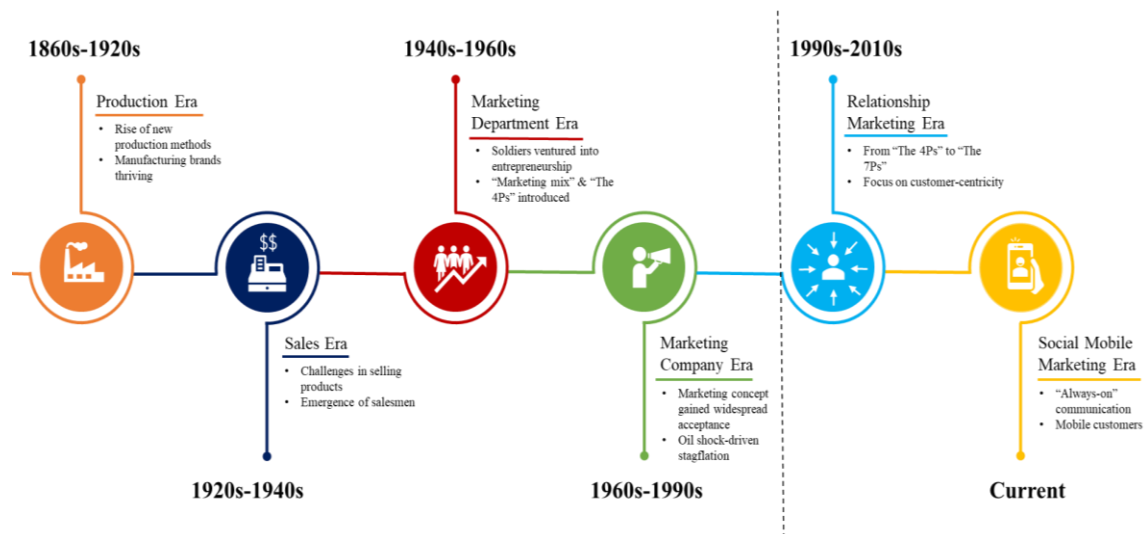 1860s-1920s
Production Era
• Rise of new
production methods
• Manufacturing brands
thriving
$$
Sales Era
• Challenges in selling
products
• Emergence of salesmen
1920s-1940s
1940s-1960s
Marketing
Department Era
• Soldiers ventured into
entrepreneurship
• “Marketing mix” & “The
4Ps” introduced
Marketing
Company Era
• Marketing concept
gained widespread
acceptance
• Oil shock-driven
stagflation
1960s-1990s
1990s-2010s
Relationship
Marketing Era
• From “The 4Ps” to “The
7Ps”
• Focus on customer-centricity
Social Mobile
Marketing Era
• “Always-on”
communication
• Mobile customers
Current